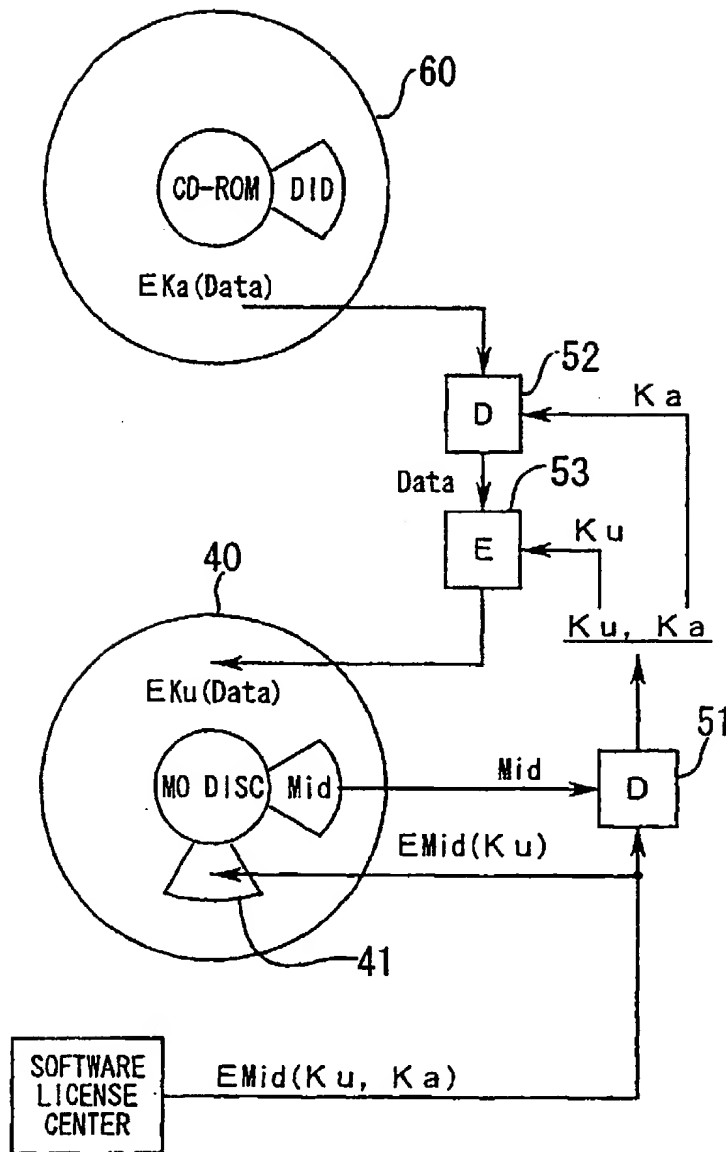 60
CD-ROM
DID
EKa(Data)
52
D
Ka
Data
53
E
Ku
40
Ku, Ka
EKu(Data)
51
MO DISC
Mid
Mid
D
EMid(Ku)
41
SOFTWARE
LICENSE
CENTER
EMid(Ku, Ka)